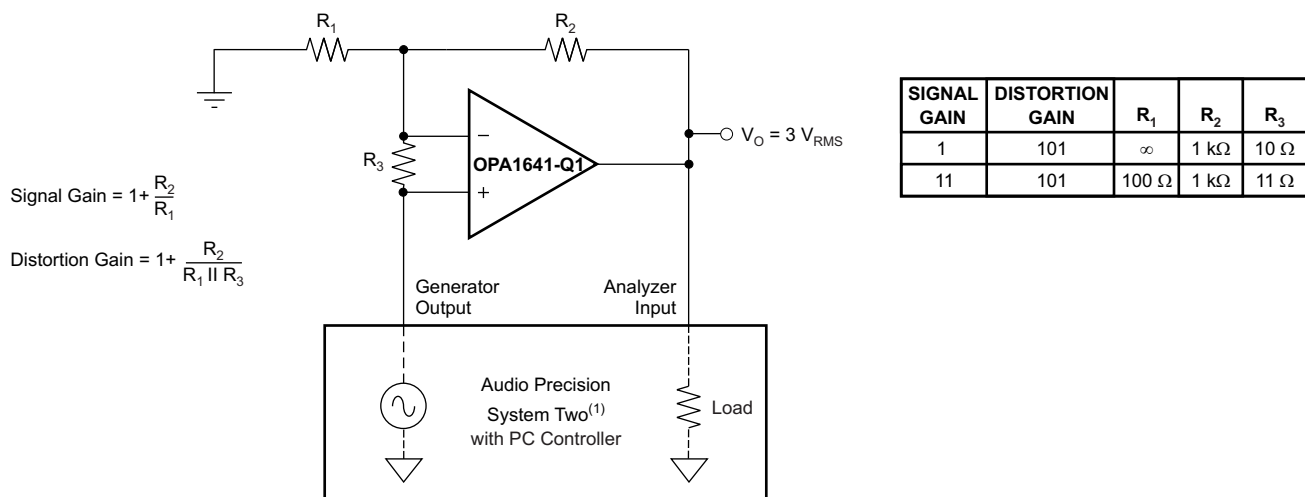 R1
R2
SIGNAL GAIN
DISTORTION GAIN
R1
R2
R3
1
101
∞
1 kΩ
10 Ω
11
101
100 Ω
1 kΩ
11 Ω
−
OPA1641-Q1
+
R3
VO = 3 VRMS
Signal Gain = 1+ R2
R1
Distortion Gain = 1+ R2
R1 II R3
Generator
Output
Analyzer
Input
Audio Precision
System Two(1)
with PC Controller
Load